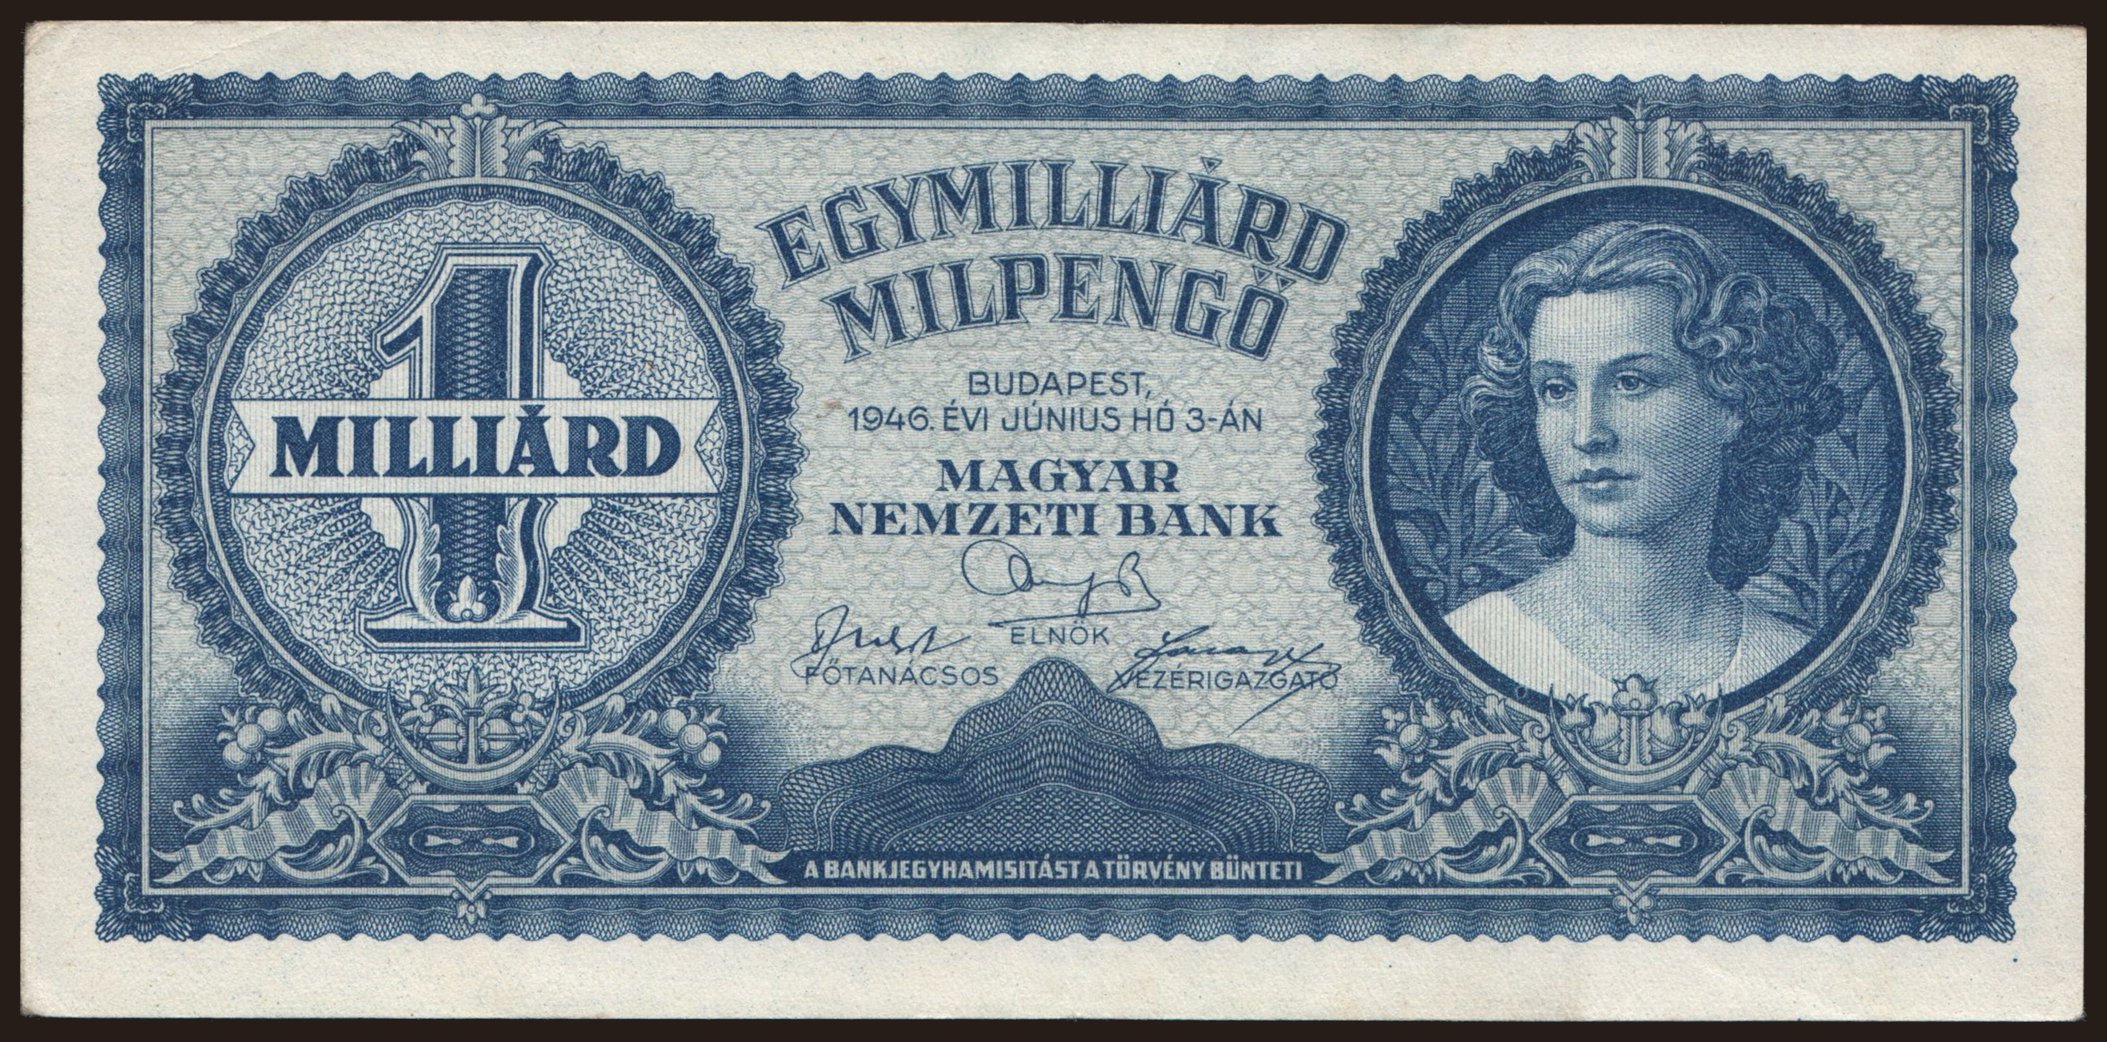 EGYMILLIÁRD
MILPENGŐ
1
MILLIÁRD
BUDAPEST,
1946. ÉVI JÚNIUS HÓ 3-ÁN
MAGYAR
NEMZETI BANK
ELNÖK
FŐTANÁCSOS
VEZÉRIGAZGATÓ
A BANKJEGYHAMISITÁST A TÖRVÉNY BÜNTETI